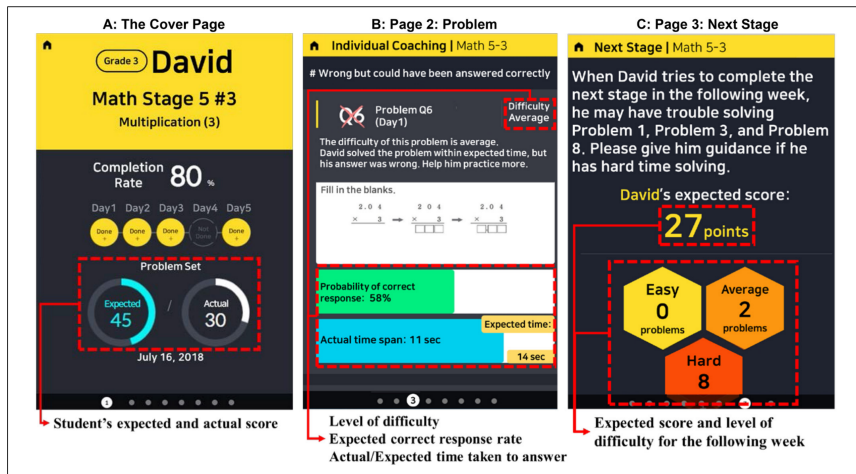 A: The Cover Page
Grade 3 David
Math Stage 5 #3
Multiplication (3)
Completion
Rate 80 %
Day1 Day2 Day3 Day4 Day5
Done Done Done Not Done Done
Problem Set
Expected
45
/
Actual
30
July 16, 2018
1
Student's expected and actual score
B: Page 2: Problem
Individual Coaching | Math 5-3
# Wrong but could have been answered correctly
Q6
Problem Q6
(Day1)
Difficulty
Average
The difficulty of this problem is average.
David solved the problem within expected time, but
his answer was wrong. Help him practice more.
Fill in the blanks.
2.04 204 2.04
× 3 → × 3 → × 3
Probability of correct
response: 58%
Expected time:
Actual time span: 11 sec
14 sec
3
Level of difficulty
Expected correct response rate
Actual/Expected time taken to answer
C: Page 3: Next Stage
Next Stage | Math 5-3
When David tries to complete the
next stage in the following week,
he may have trouble solving
Problem 1, Problem 3, and Problem
8. Please give him guidance if he
has hard time solving.
David's expected score:
27 points
Easy
0
problems
Average
2
problems
Hard
8
Expected score and level of
difficulty for the following week